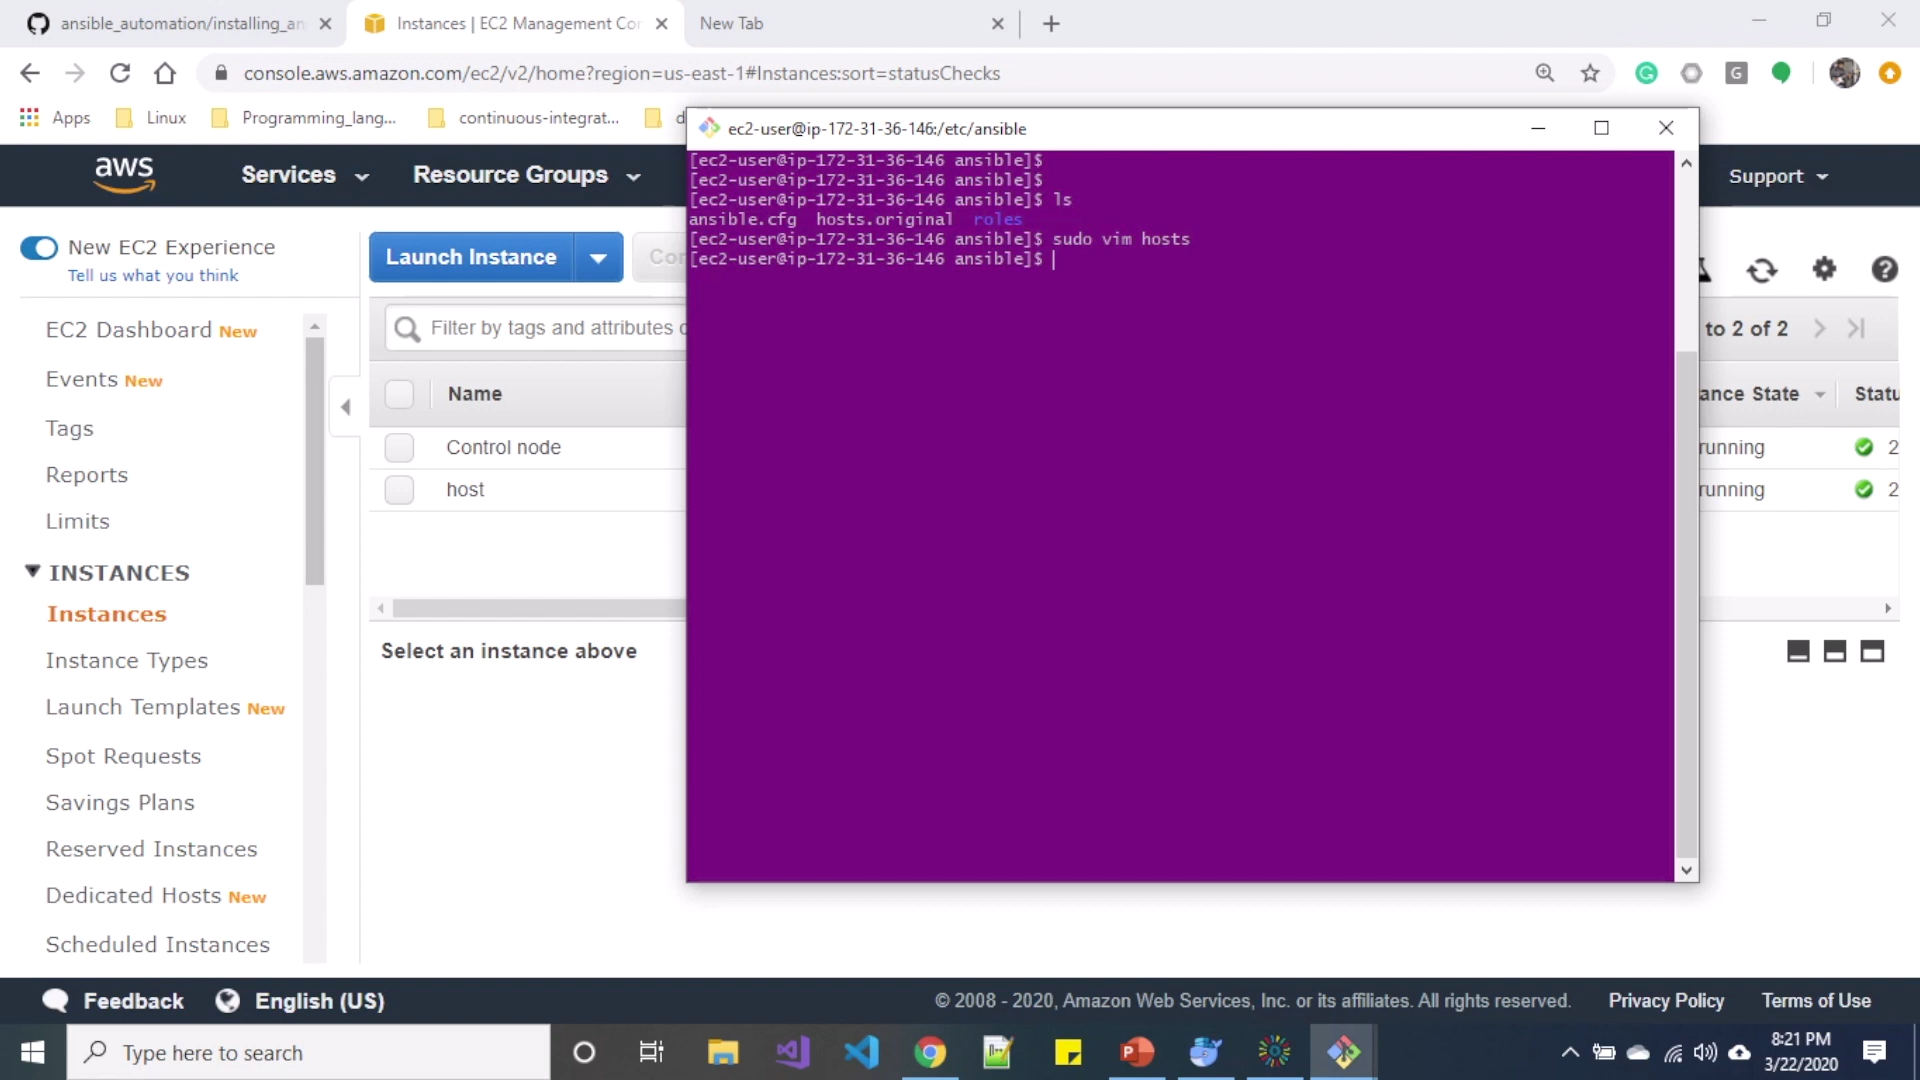 ansible_automation/installing_an
Instances | EC2 Management Con
New Tab
console.aws.amazon.com/ec2/v2/home?region=us-east-1#Instances:sort=statusChecks
Apps
Linux
Programming_lang...
continuous-integrat...
d
ec2-user@ip-172-31-36-146:/etc/ansible
[ec2-user@ip-172-31-36-146 ansible]$
[ec2-user@ip-172-31-36-146 ansible]$
[ec2-user@ip-172-31-36-146 ansible]$ ls
ansible.cfg hosts.original roles
[ec2-user@ip-172-31-36-146 ansible]$ sudo vim hosts
[ec2-user@ip-172-31-36-146 ansible]$
aws
Services
Resource Groups
Support
New EC2 Experience
Tell us what you think
EC2 Dashboard New
Events New
Tags
Reports
Limits
INSTANCES
Instances
Instance Types
Launch Templates New
Spot Requests
Savings Plans
Reserved Instances
Dedicated Hosts New
Scheduled Instances
Launch Instance
Con
Filter by tags and attributes o
to 2 of 2
Name
ance State
Statu
Control node
running
2
host
running
2
Select an instance above
Feedback
English (US)
© 2008 - 2020, Amazon Web Services, Inc. or its affiliates. All rights reserved.
Privacy Policy
Terms of Use
Type here to search
8:21 PM
3/22/2020